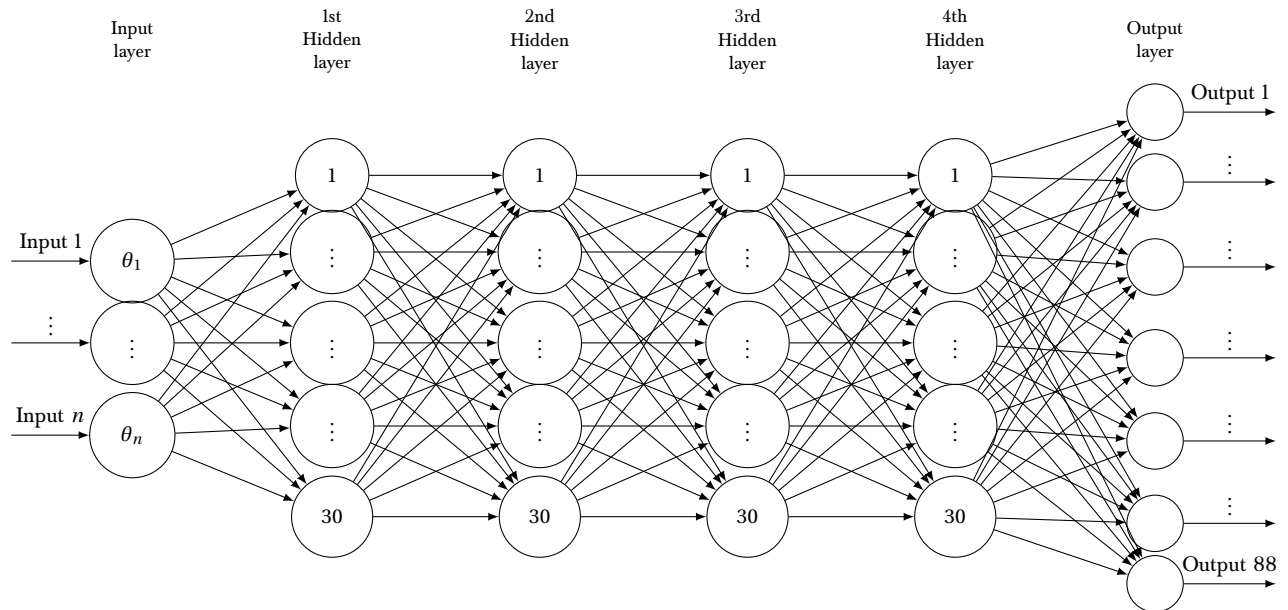 Input
layer
1st
Hidden
layer
2nd
Hidden
layer
3rd
Hidden
layer
4th
Hidden
layer
Output
layer
Input 1
⋮
Input n
θ1
⋮
θn
1
⋮
⋮
⋮
30
1
⋮
⋮
⋮
30
1
⋮
⋮
⋮
30
1
⋮
⋮
⋮
30
Output 1
⋮
⋮
⋮
⋮
⋮
Output 88